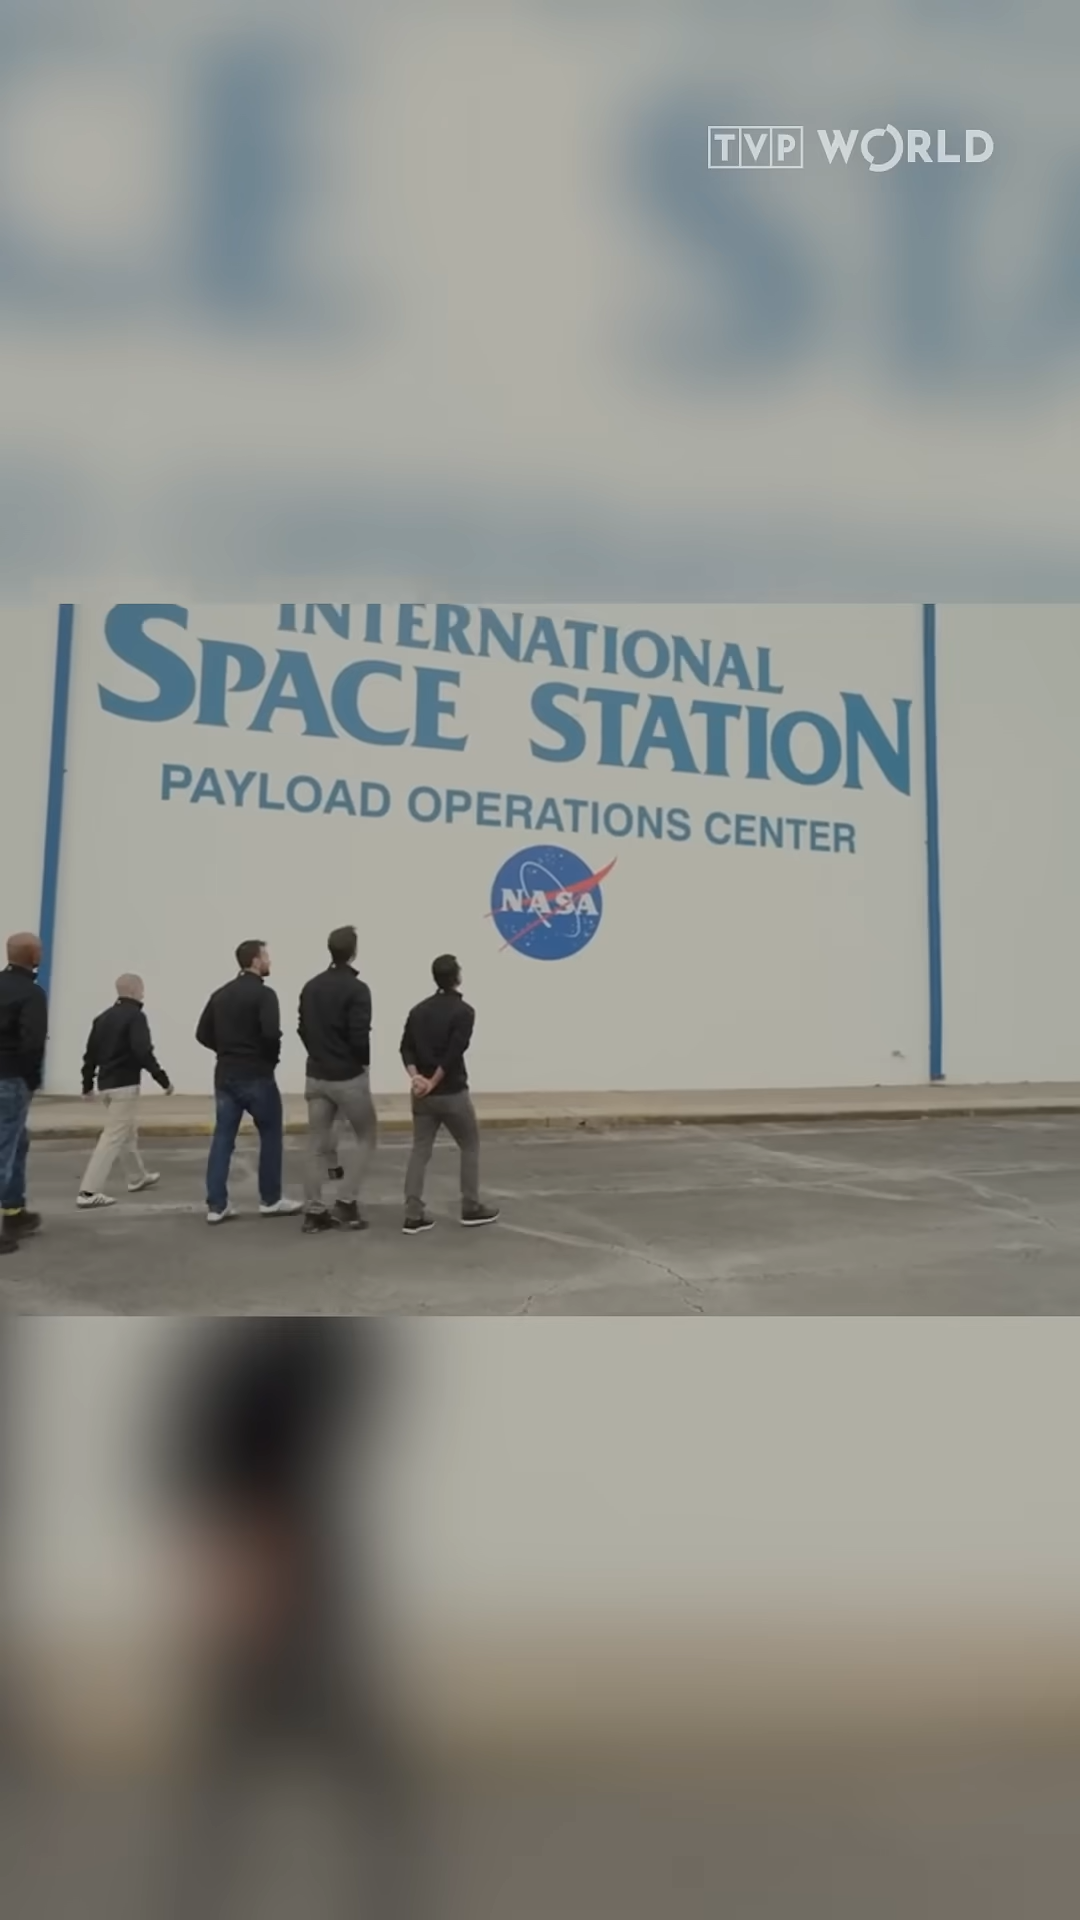 TVP WORLD
INTERNATIONAL
SPACE STATION
PAYLOAD OPERATIONS CENTER
NASA